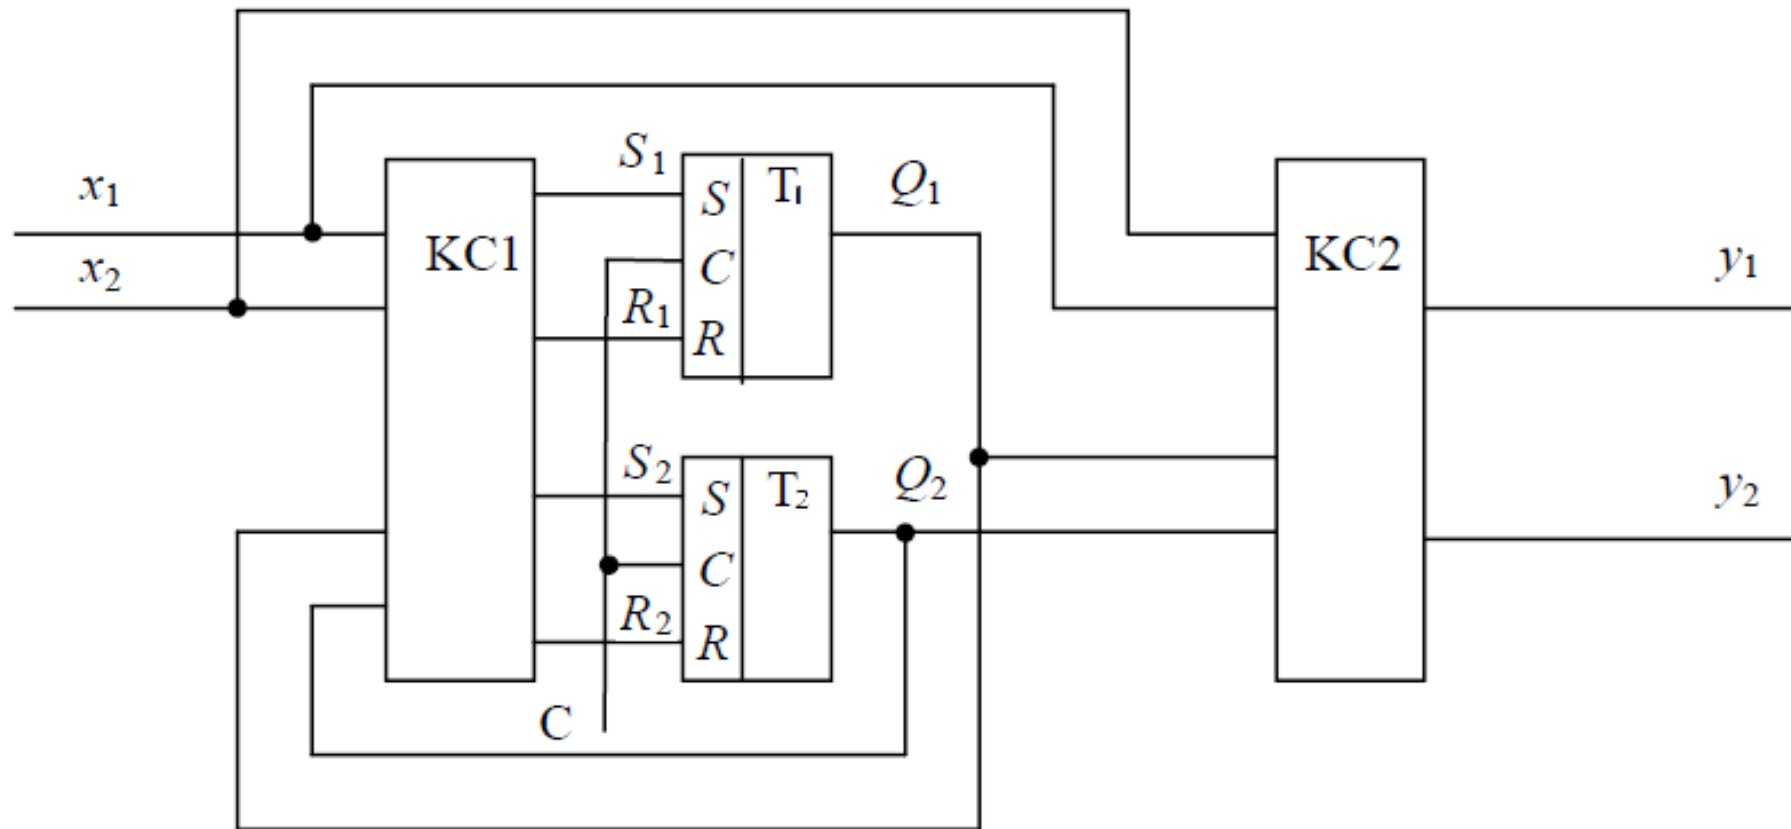 x₁
x₂
KC1
S₁
R₁
S₂
R₂
C
S T₁
C
R
S T₂
C
R
Q₁
Q₂
KC2
y₁
y₂